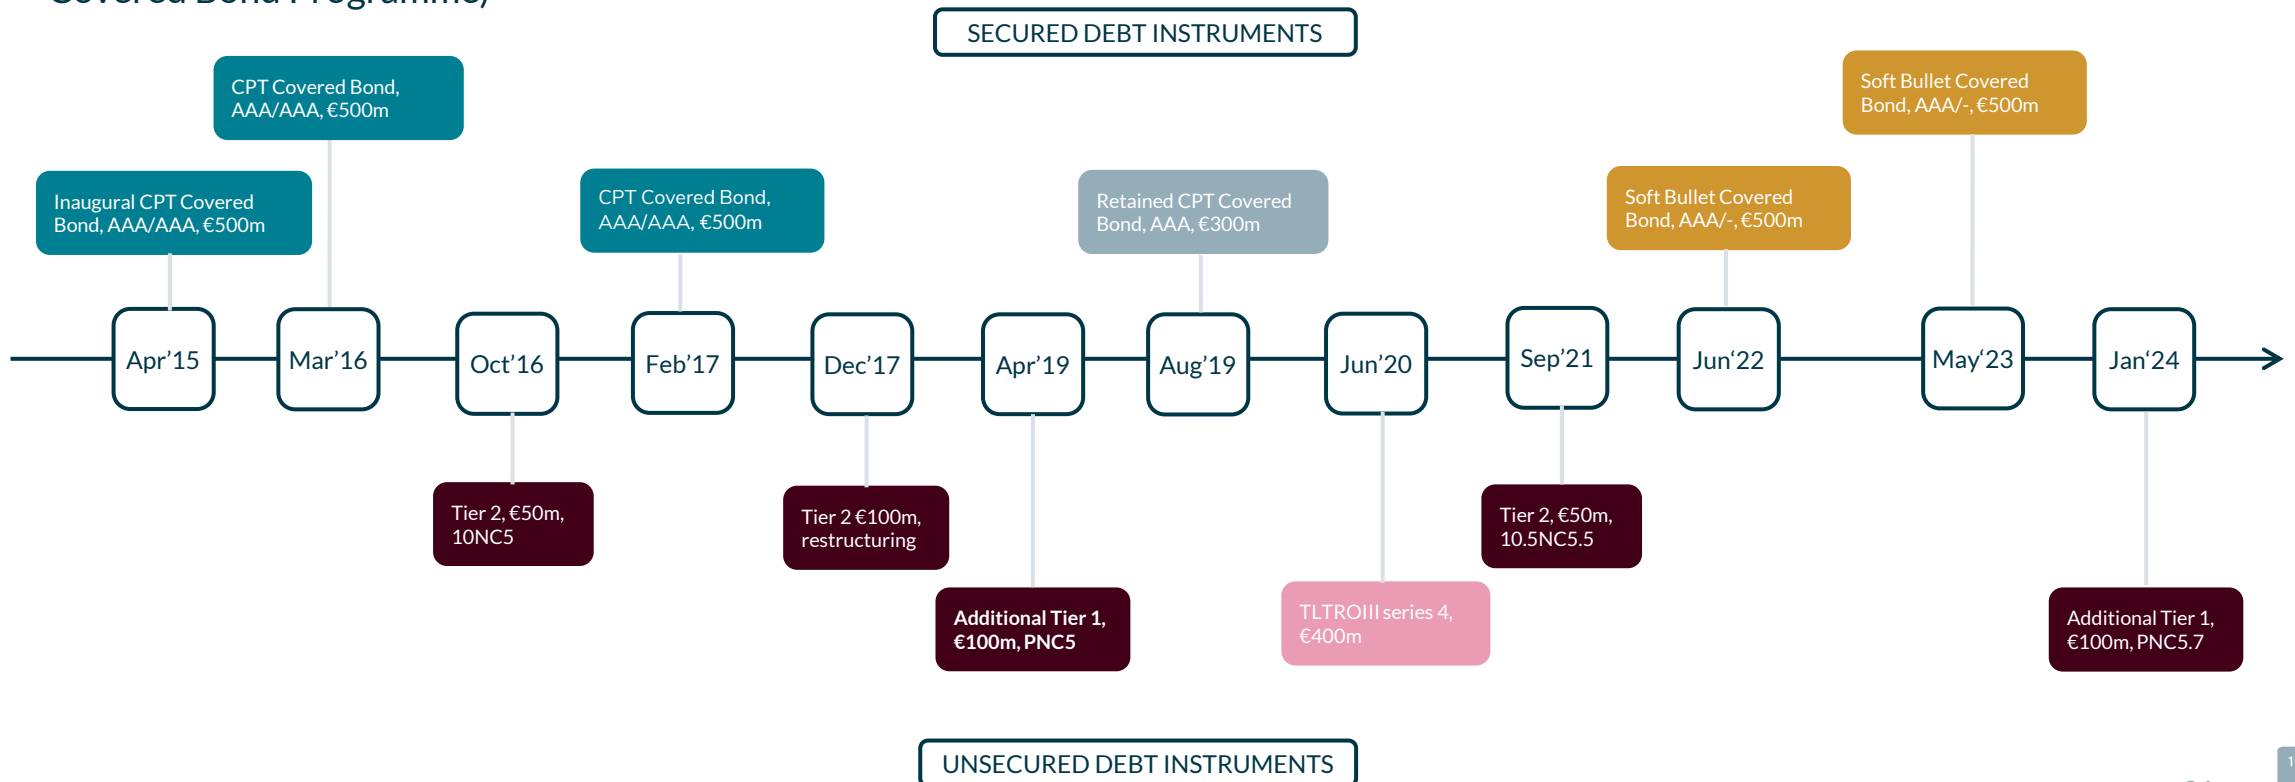 Covered Bond Programme)
SECURED DEBT INSTRUMENTS
CPT Covered Bond,
AAA/AAA, €500m
Soft Bullet Covered
Bond, AAA/-, €500m
Inaugural CPT Covered
Bond, AAA/AAA, €500m
CPT Covered Bond,
AAA/AAA, €500m
Retained CPT Covered
Bond, AAA, €300m
Soft Bullet Covered
Bond, AAA/-, €500m
Apr’15
Mar’16
Oct’16
Feb’17
Dec’17
Apr’19
Aug’19
Jun’20
Sep’21
Jun‘22
May‘23
Jan‘24
Tier 2, €50m,
10NC5
Tier 2 €100m,
restructuring
Tier 2, €50m,
10.5NC5.5
Additional Tier 1,
€100m, PNC5
TLTROIII series 4,
€400m
Additional Tier 1,
€100m, PNC5.7
UNSECURED DEBT INSTRUMENTS